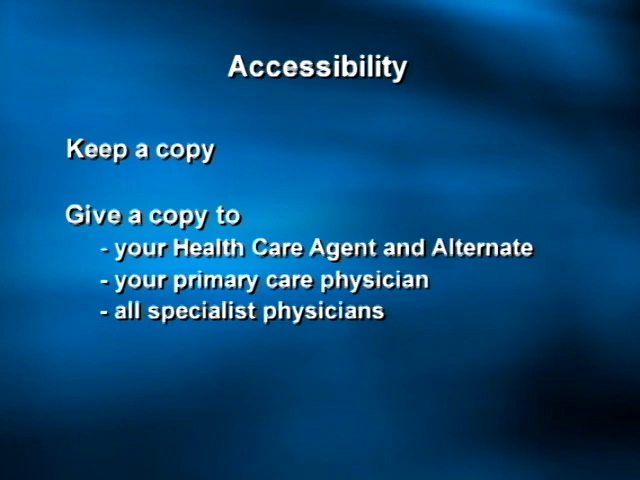 Accessibility
Keep a copy
Give a copy to
- your Health Care Agent and Alternate
- your primary care physician
- all specialist physicians